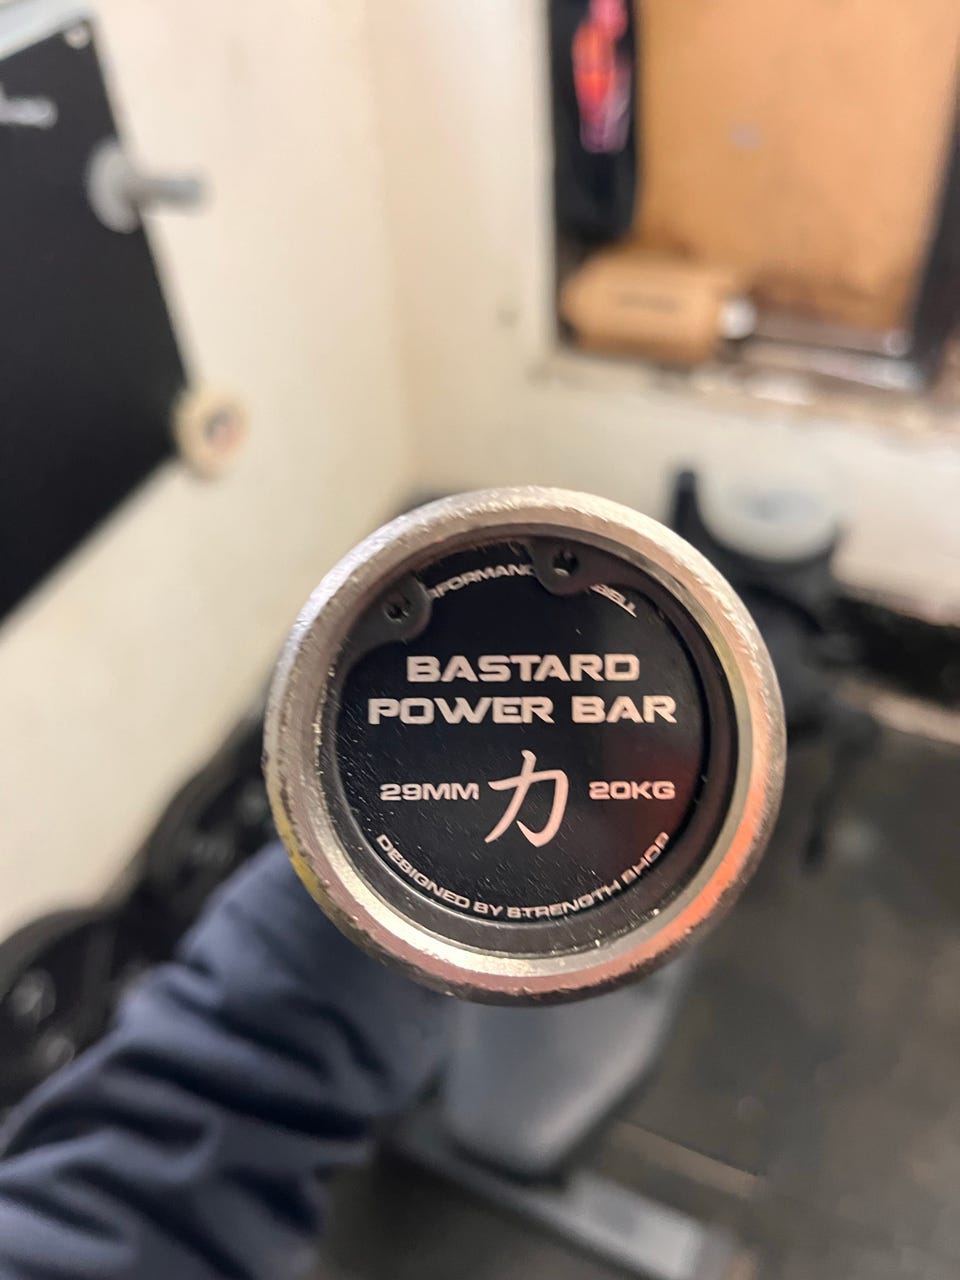 BASTARD
POWER BAR
29MM 力 20KG
DESIGNED BY STRENGTH SHOP